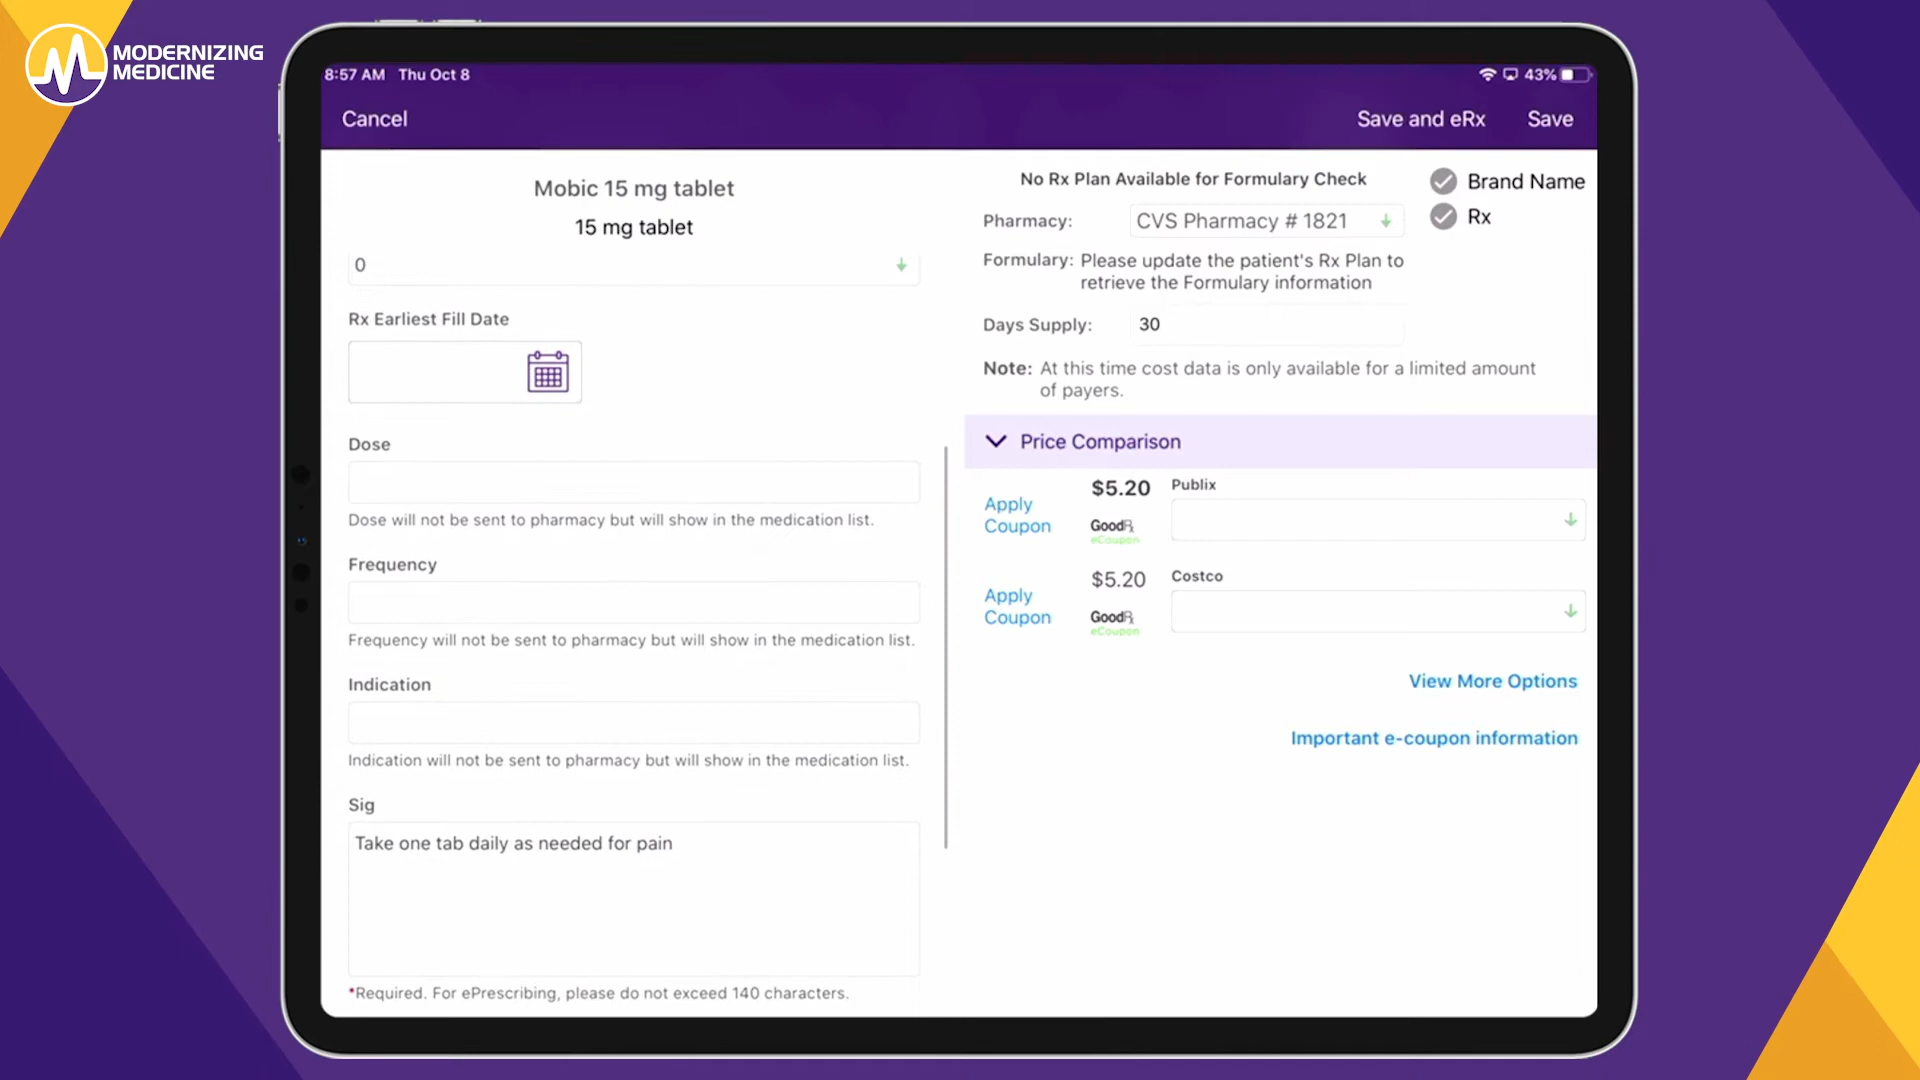 MODERNIZING
MEDICINE
8:57 AM Thu Oct 8
43%
Cancel
Save and eRx
Save
Mobic 15 mg tablet
15 mg tablet
0
Rx Earliest Fill Date
Dose
Dose will not be sent to pharmacy but will show in the medication list.
Frequency
Frequency will not be sent to pharmacy but will show in the medication list.
Indication
Indication will not be sent to pharmacy but will show in the medication list.
Sig
Take one tab daily as needed for pain
*Required. For ePrescribing, please do not exceed 140 characters.
No Rx Plan Available for Formulary Check
Brand Name
Rx
Pharmacy: CVS Pharmacy # 1821
Formulary: Please update the patient's Rx Plan to
retrieve the Formulary information
Days Supply: 30
Note: At this time cost data is only available for a limited amount
of payers.
Price Comparison
Apply
Coupon
$5.20
GoodRx
eCoupon
Publix
Apply
Coupon
$5.20
GoodRx
eCoupon
Costco
View More Options
Important e-coupon information